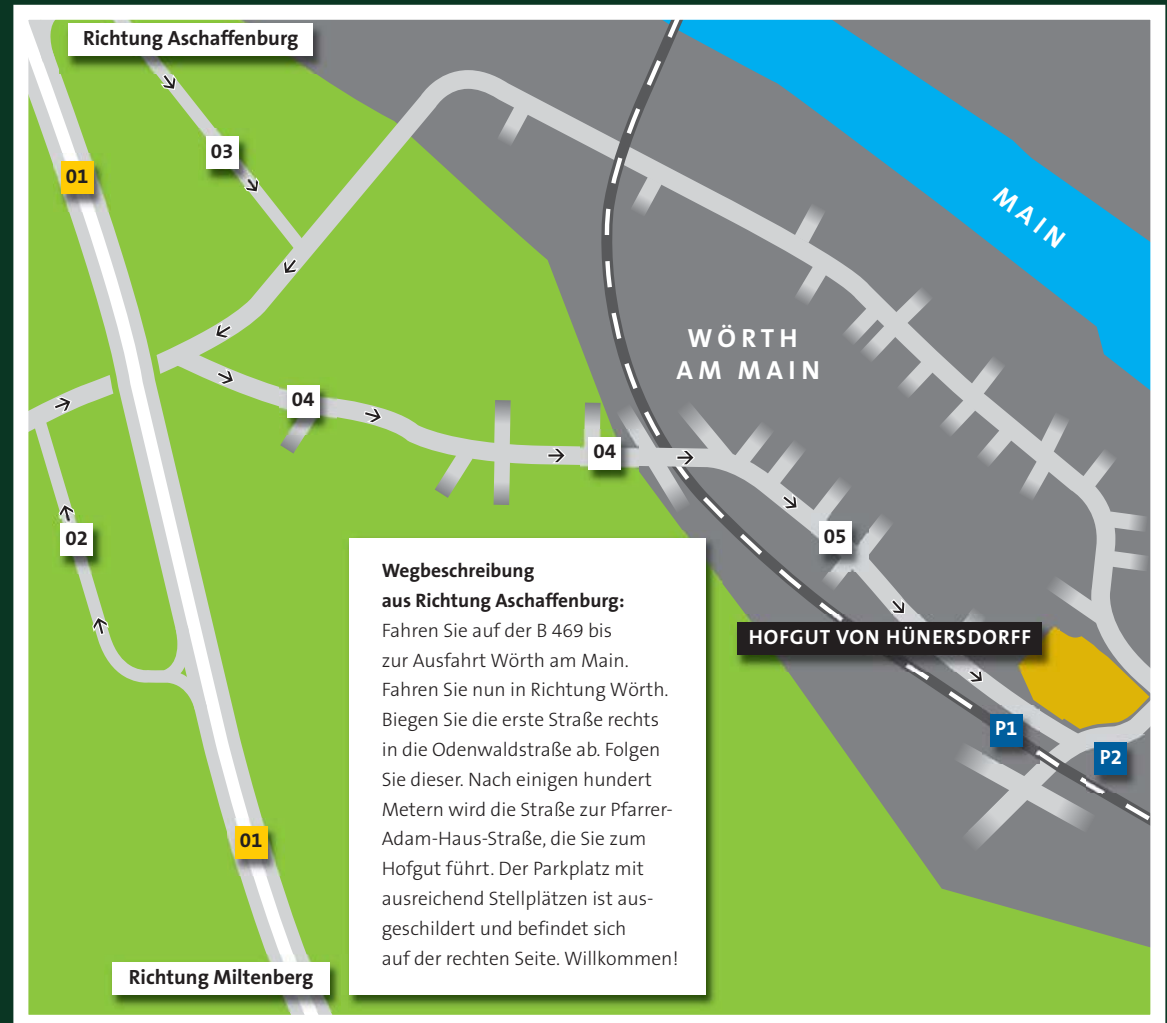 Richtung Aschaffenburg
03
01
MAIN
WÖRTH
AM MAIN
04
04
02
05
Wegbeschreibung
aus Richtung Aschaffenburg:
Fahren Sie auf der B 469 bis
zur Ausfahrt Wörth am Main.
Fahren Sie nun in Richtung Wörth.
Biegen Sie die erste Straße rechts
in die Odenwaldstraße ab. Folgen
Sie dieser. Nach einigen hundert
Metern wird die Straße zur Pfarrer-
Adam-Haus-Straße, die Sie zum
Hofgut führt. Der Parkplatz mit
ausreichend Stellplätzen ist aus-
geschildert und befindet sich
auf der rechten Seite. Willkommen!
HOFGUT VON HÜNERSDORFF
P1
P2
01
Richtung Miltenberg